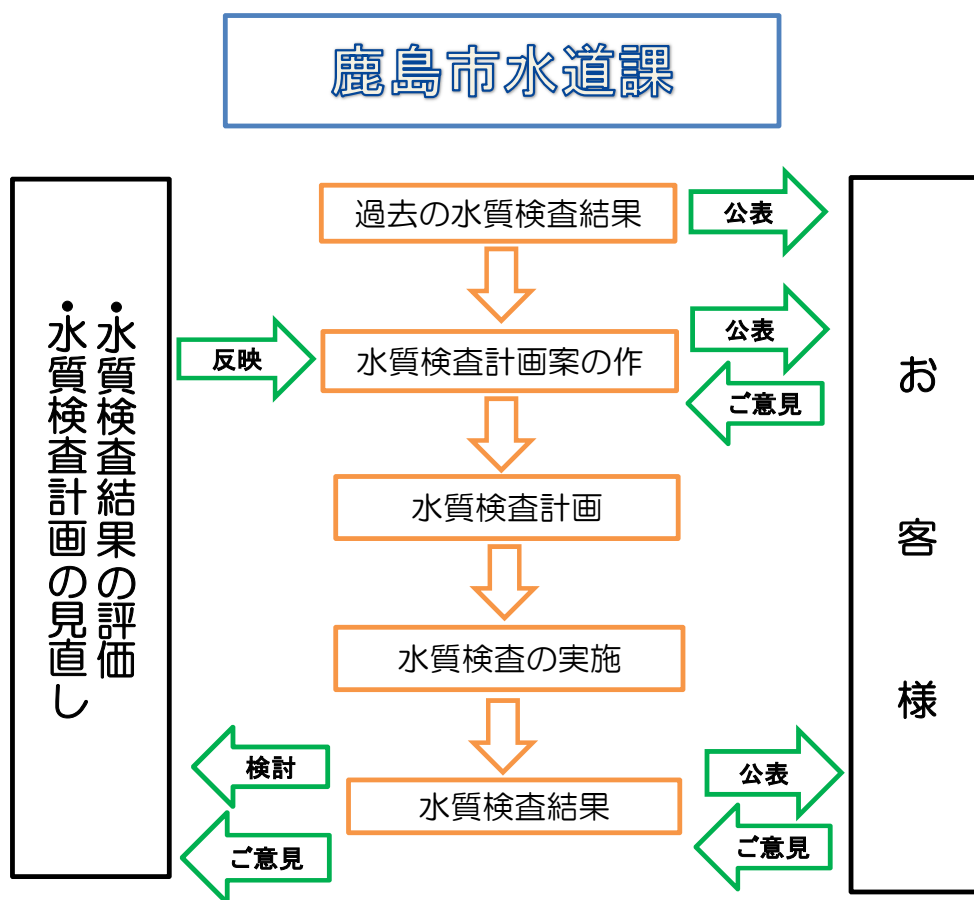 鹿島市水道課
過去の水質検査結果
公表
・水質検査結果の評価
・水質検査計画の見直し
反映
水質検査計画案の作
公表
ご意見
お客様
水質検査計画
水質検査の実施
検討
水質検査結果
公表
ご意見
ご意見